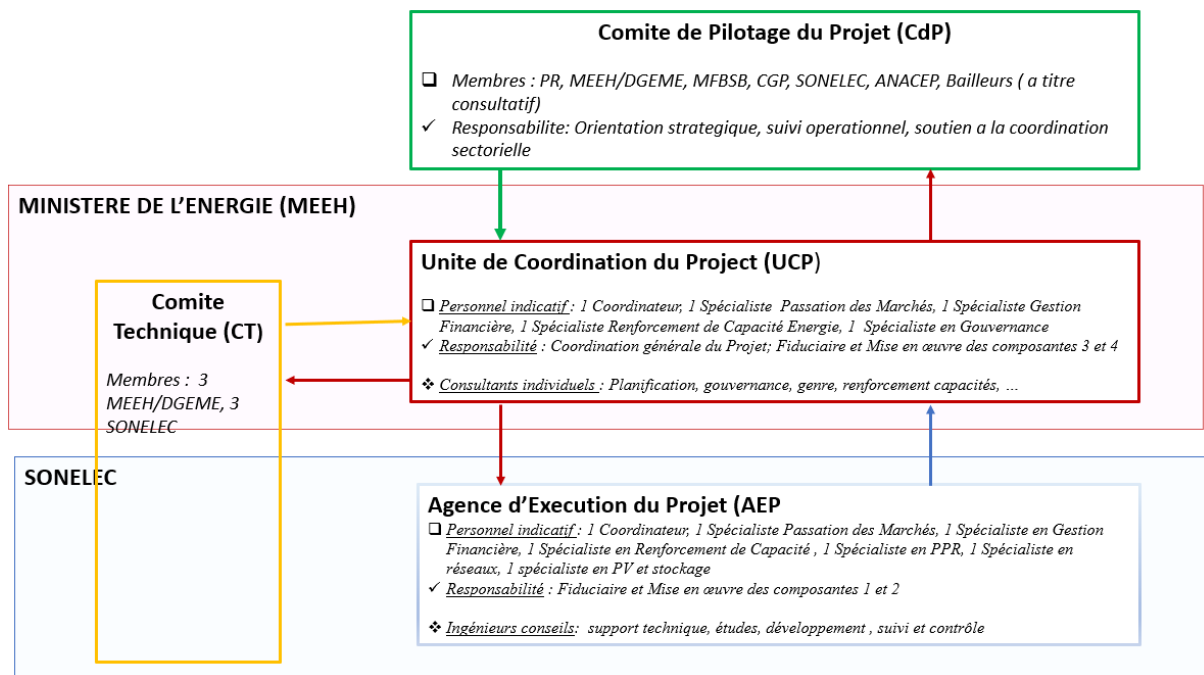 Comite de Pilotage du Projet (CdP)
❑ Membres : PR, MEEH/DGEME, MFBSB, CGP, SONELEC, ANACEP, Bailleurs ( a titre
consultatif)
✓ Responsabilite: Orientation strategique, suivi operationnel, soutien a la coordination
sectorielle
MINISTERE DE L’ENERGIE (MEEH)
Unite de Coordination du Project (UCP)
❑ Personnel indicatif : 1 Coordinateur, 1 Spécialiste Passation des Marchés, 1 Spécialiste Gestion
Financière, 1 Spécialiste Renforcement de Capacité Energie, 1 Spécialiste en Gouvernance
✓ Responsabilité : Coordination générale du Projet; Fiduciaire et Mise en œuvre des composantes 3 et 4
❖ Consultants individuels : Planification, gouvernance, genre, renforcement capacités, …
Comite
Technique (CT)
Membres : 3
MEEH/DGEME, 3
SONELEC
SONELEC
Agence d’Execution du Projet (AEP
❑ Personnel indicatif : 1 Coordinateur, 1 Spécialiste Passation des Marchés, 1 Spécialiste en Gestion
Financière, 1 Spécialiste en Renforcement de Capacité , 1 Spécialiste en PPR, 1 Spécialiste en
réseaux, 1 spécialiste en PV et stockage
✓ Responsabilité : Fiduciaire et Mise en œuvre des composantes 1 et 2
❖ Ingénieurs conseils: support technique, études, développement , suivi et contrôle